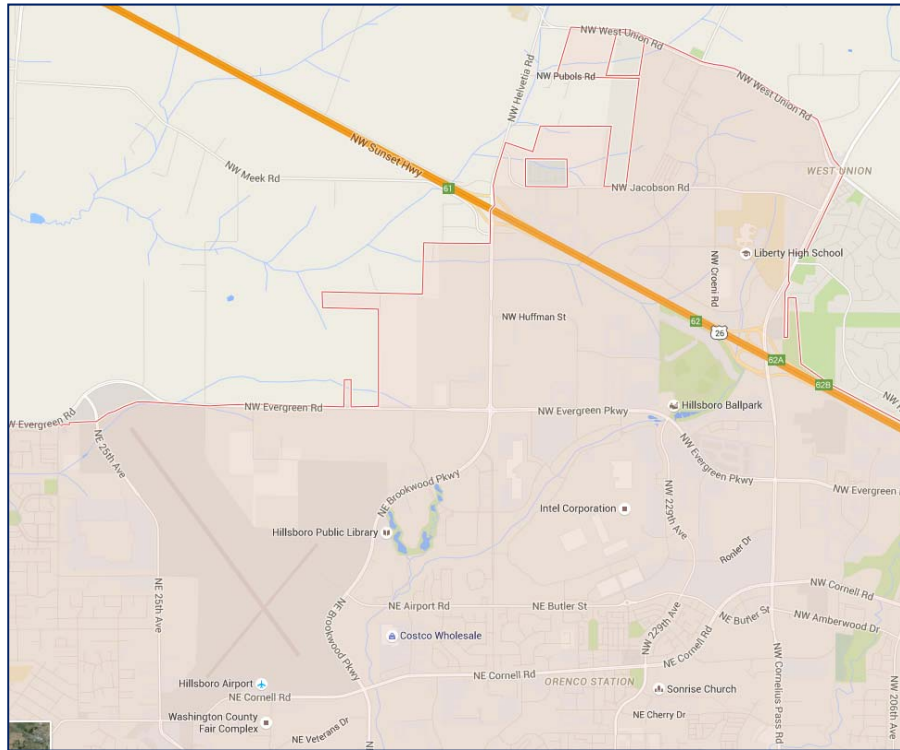 NW West Union Rd
NW Pubols Rd
NW Helvetia Rd
NW West Union Rd
NW Sunset Hwy
NW Meek Rd
61
NW Jacobson Rd
WEST UNION
Liberty High School
NW Croeni Rd
NW Huffman St
62
26
62A
62B
NW Evergreen Rd
NW Evergreen Rd
NW Evergreen Pkwy
Hillsboro Ballpark
NE 25th Ave
NW Evergreen Pkwy
NE Brookwood Pkwy
NW Evergreen
Intel Corporation
NW 229th Ave
Hillsboro Public Library
Ronler Dr
NE 25th Ave
NE Airport Rd
NE Butler St
NW Cornell Rd
NE Brookwood Pkwy
NW 229th Ave
NE Butler St
NW Amberwood Dr
Costco Wholesale
NE Cornell Rd
NE Cornell Rd
NW Cornelius Pass Rd
NW 206th Ave
Hillsboro Airport
NE Cornell Rd
ORENCO STATION
Sonrise Church
Washington County
Fair Complex
NE Veterans Dr
NE Cherry Dr